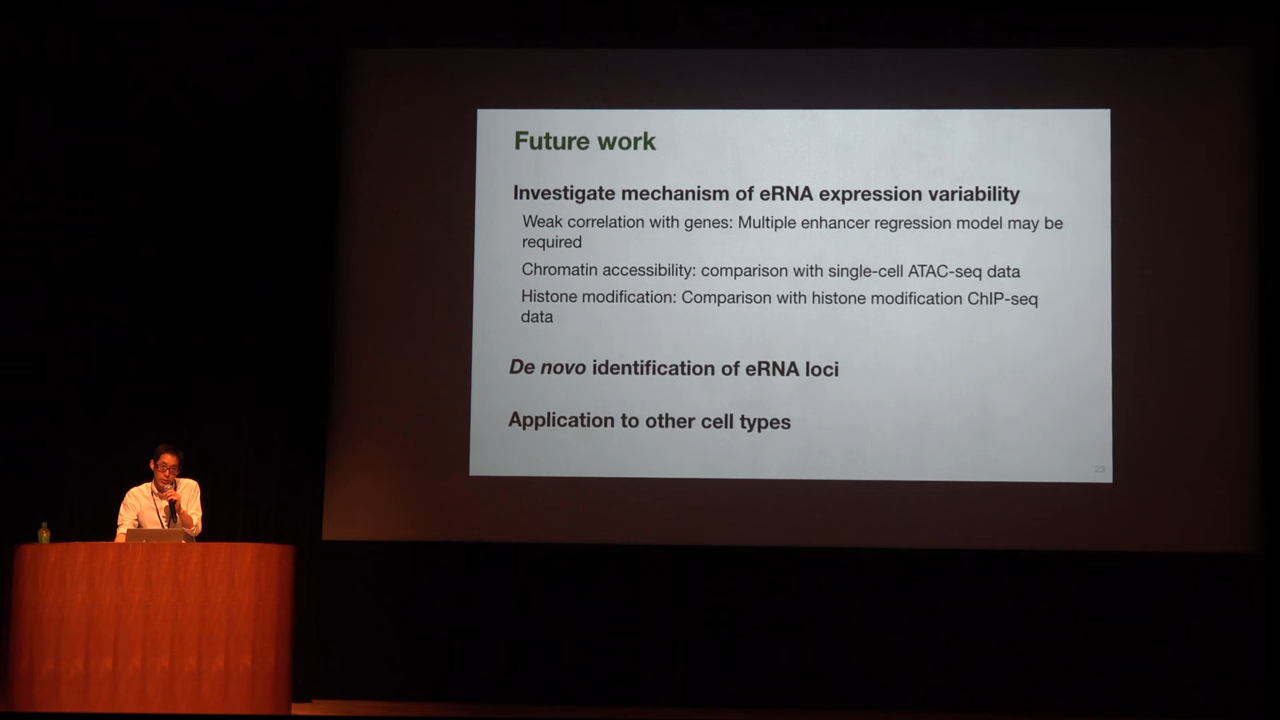 Future work
Investigate mechanism of eRNA expression variability
Weak correlation with genes: Multiple enhancer regression model may be
required
Chromatin accessibility: comparison with single-cell ATAC-seq data
Histone modification: Comparison with histone modification ChIP-seq
data
De novo identification of eRNA loci
Application to other cell types
23